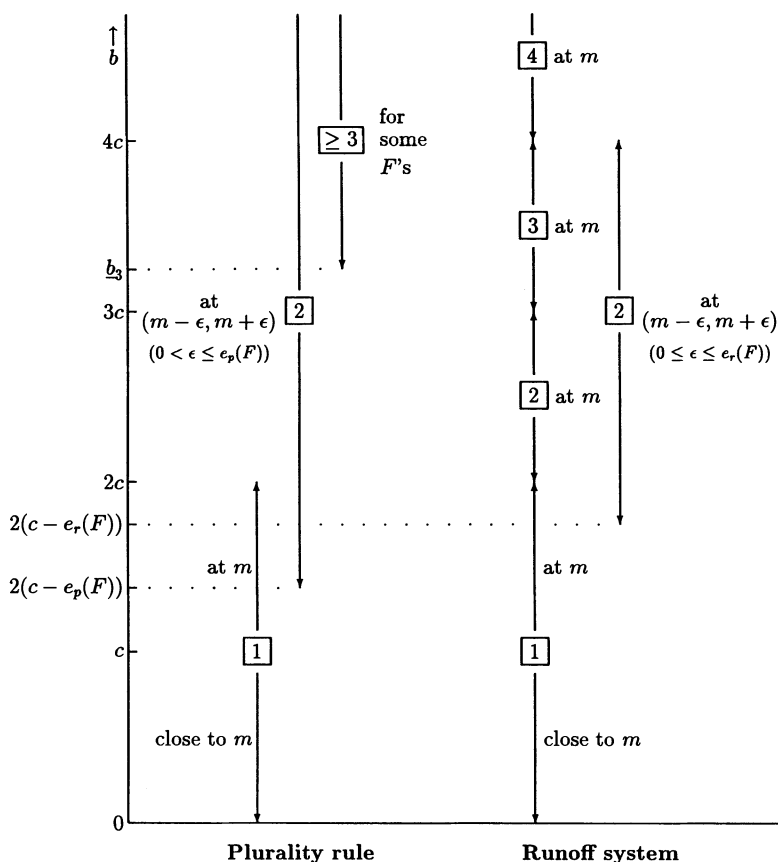 ↑
b
4
at m
4c
≥ 3
for
some
F's
3
at m
b̲₃
3c
at
(m − ϵ, m + ϵ)
(0 < ϵ ≤ eₚ(F))
2
2
at
(m − ϵ, m + ϵ)
(0 ≤ ϵ ≤ eᵣ(F))
2
at m
2c
2(c − eᵣ(F))
at m
at m
2(c − eₚ(F))
c
1
1
close to m
close to m
0
Plurality rule
Runoff system